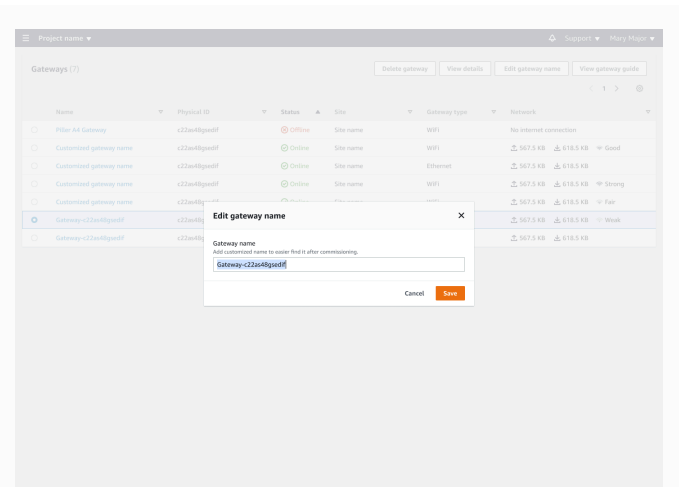 Project name
Support
Mary Major
Gateways (7)
Delete gateway
View details
Edit gateway name
View gateway guide
1
Name
Physical ID
Status
Site
Gateway type
Network
Pillar A4 Gateway
c22as48gsedif
Offline
Site name
WiFi
No internet connection
Customized gateway name
c22as48gsedif
Online
Site name
WiFi
567.5 KB
618.5 KB
Good
Customized gateway name
c22as48gsedif
Online
Site name
Ethernet
567.5 KB
618.5 KB
Customized gateway name
c22as48gsedif
Online
Site name
WiFi
567.5 KB
618.5 KB
Strong
Customized gateway name
c22as48gsedif
567.5 KB
618.5 KB
Fair
Gateway-c22as48gsedif
567.5 KB
618.5 KB
Weak
Gateway-c22as48gsedif
567.5 KB
618.5 KB
Edit gateway name
Gateway name
Add customized name to easier find it after commissioning.
Gateway-c22as48gsedif
Cancel
Save